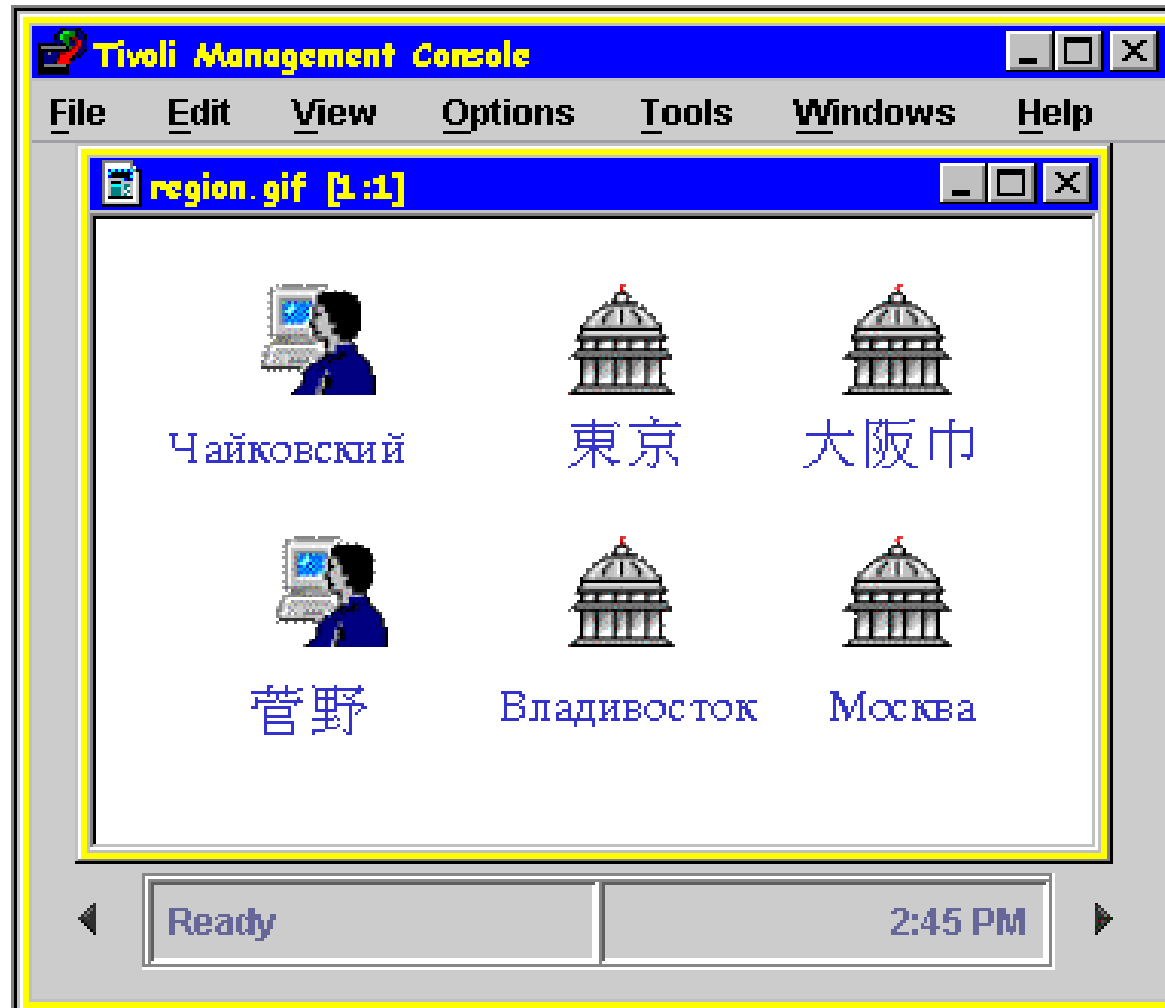 Tivoli Management Console
File Edit View Options Tools Windows Help
region.gif [1:1]
Чайковский 東京 大阪巾
菅野 Владивосток Москва
Ready 2:45 PM